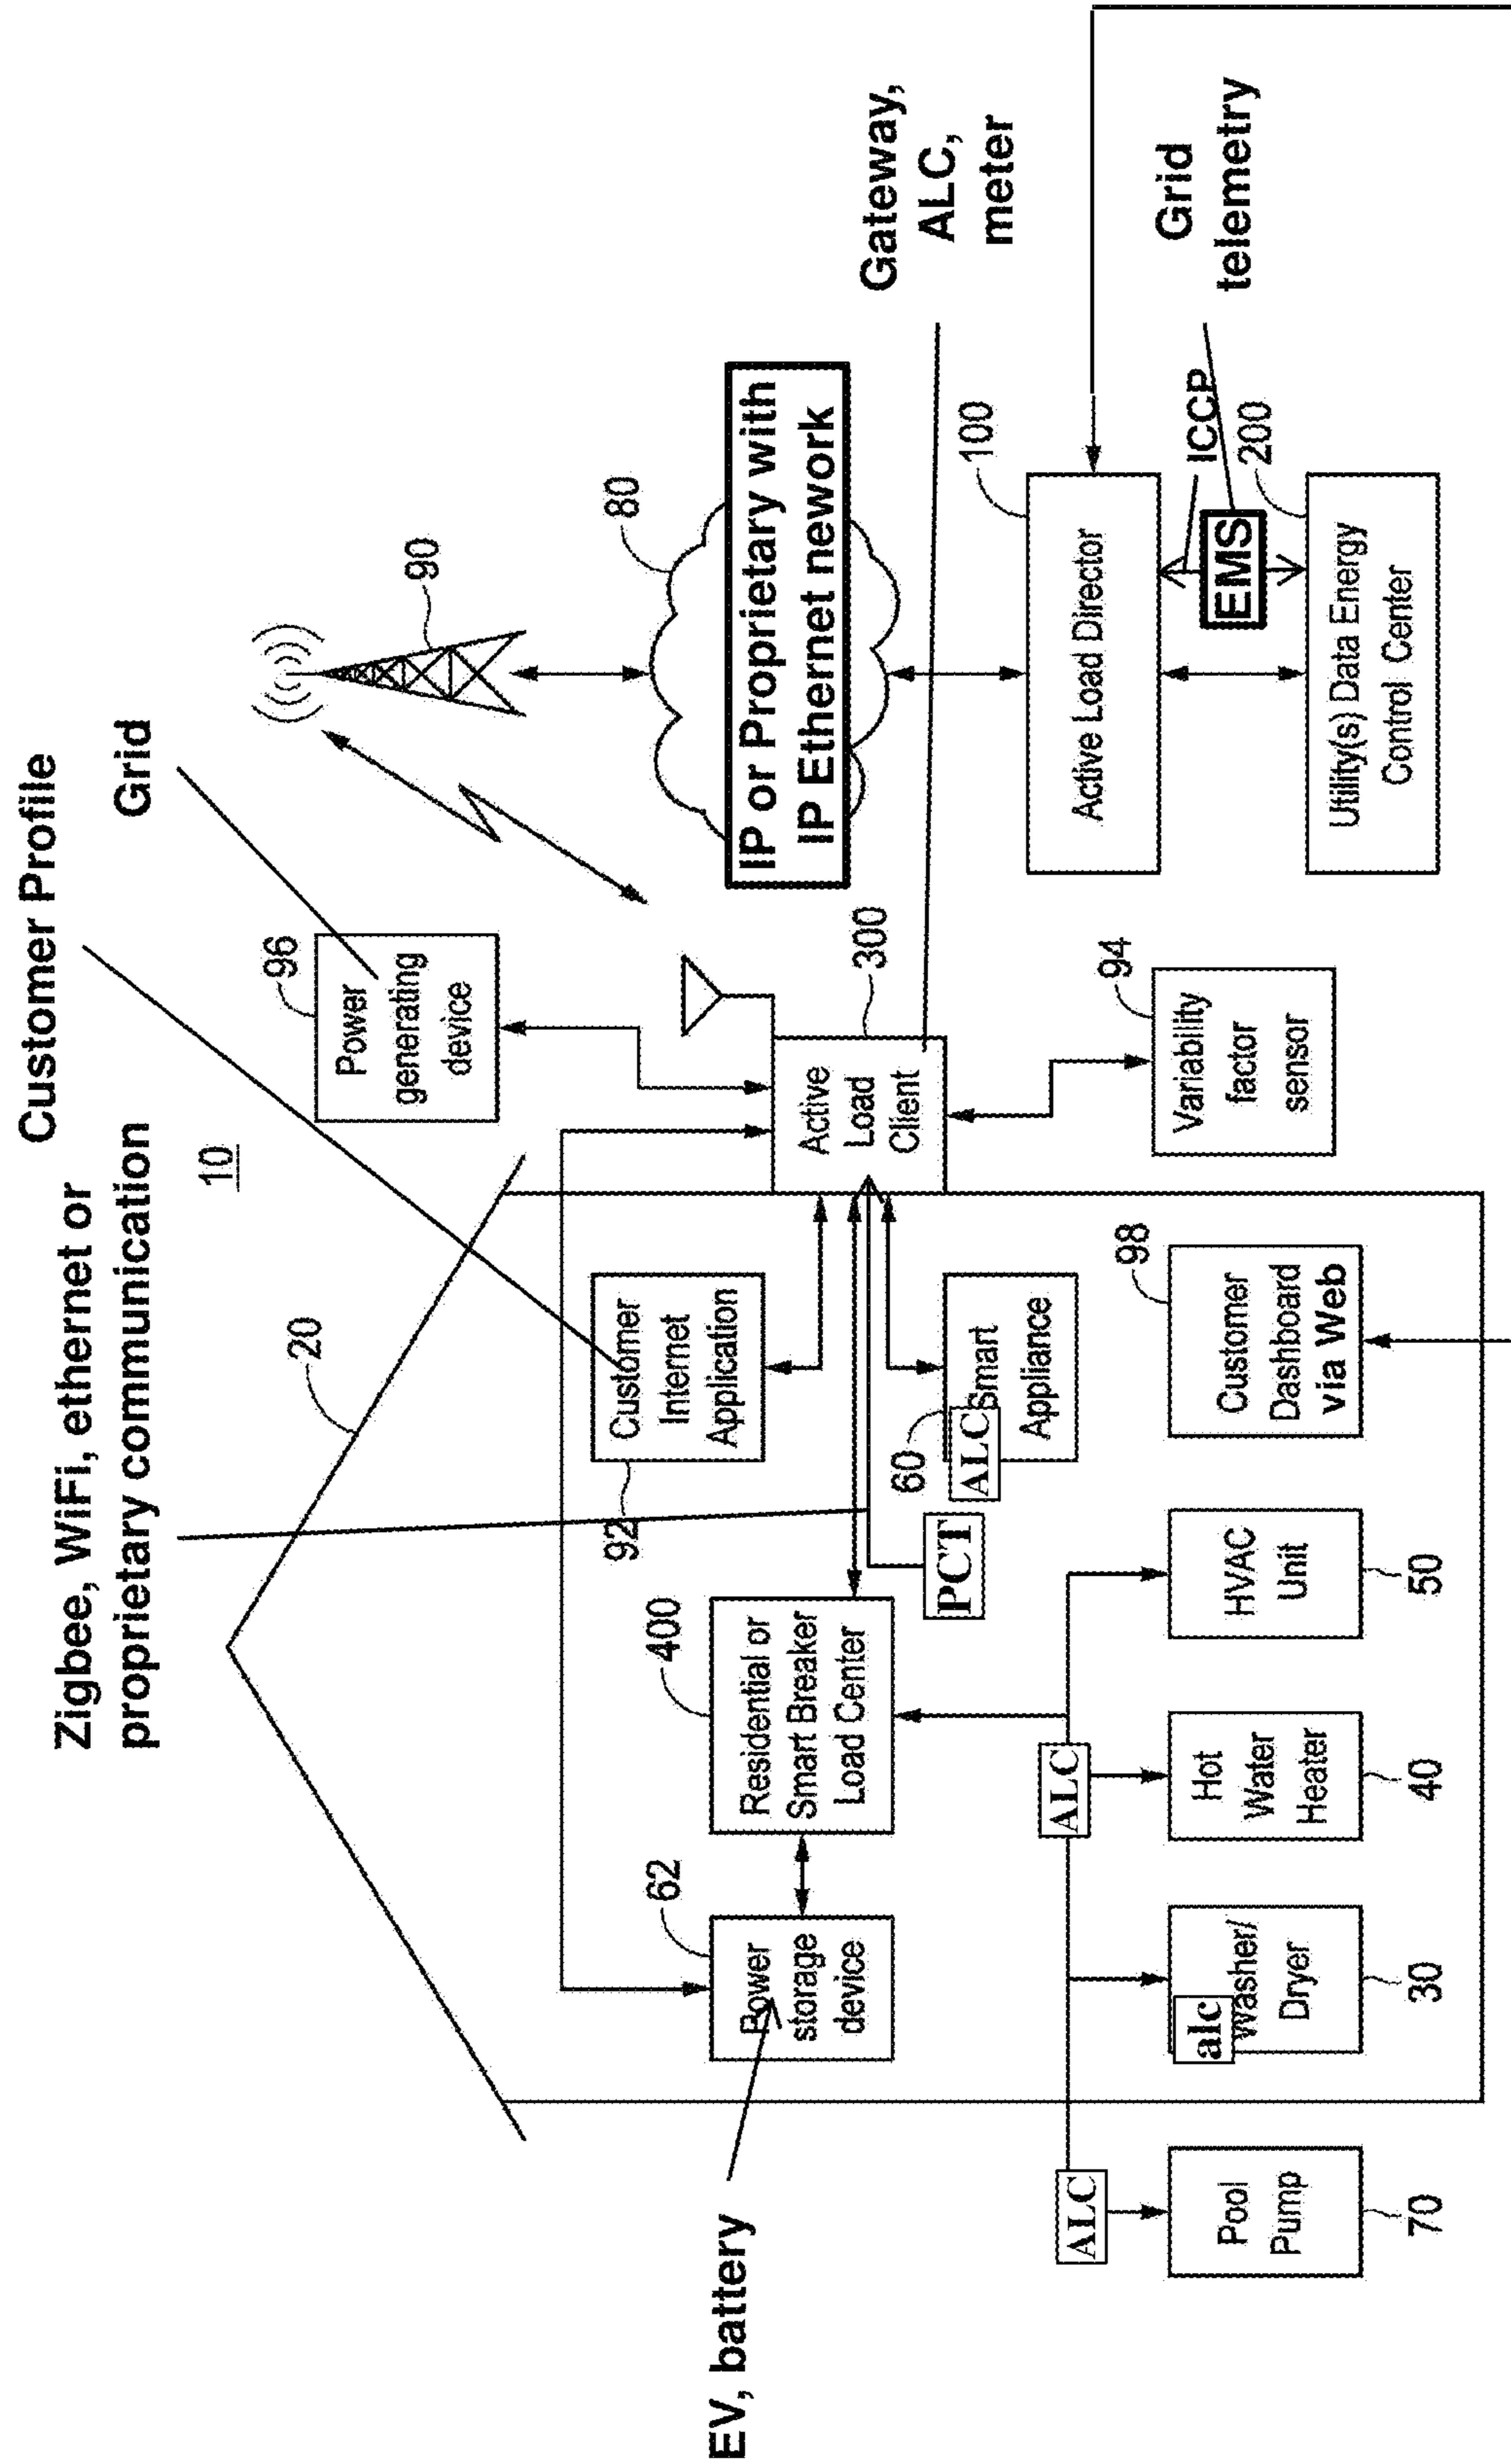 Customer Profile
Grid
Zigbee, WiFi, ethernet or
proprietary communication
10
20
90
80
IP or Proprietary with
IP Ethernet network
96
Power
generating
device
300
Active
Load
Client
Gateway,
ALC,
meter
94
Variability
factor
sensor
100
Active Load Director
ICCP
EMS
Grid
telemetry
200
Utility(s) Data Energy
Control Center
92
Customer
Internet
Application
60
ALC
Smart
Appliance
98
Customer
Dashboard
via Web
PCT
400
Residential or
Smart Breaker
Load Center
62
Power
storage
device
EV, battery
ALC
HVAC
Unit
50
Hot
Water
Heater
40
alc
Washer/
Dryer
30
ALC
Pool
Pump
70